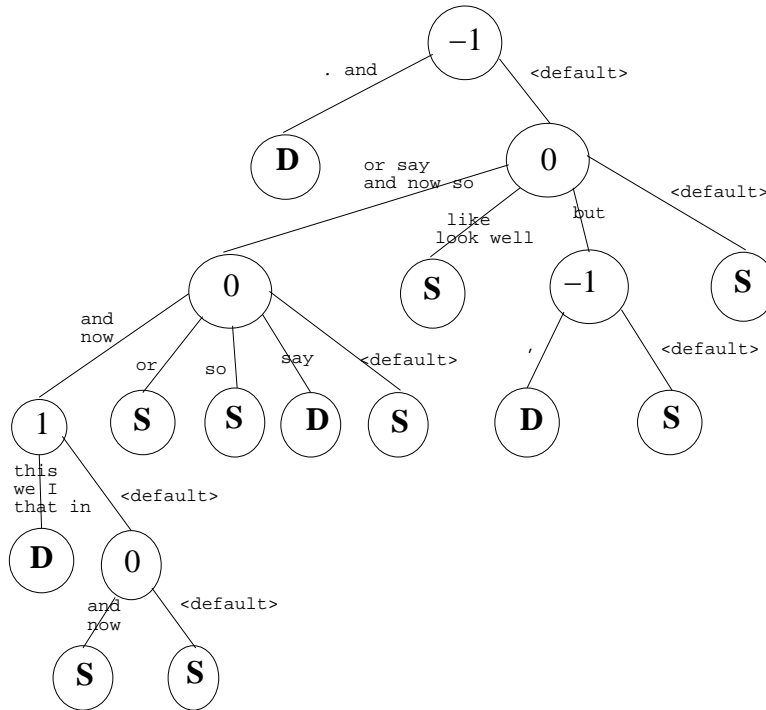 −1
. and
<default>
D
0
or say
and now so
like
look well
but
<default>
0
S
−1
S
and
now
or
so
say
<default>
,
<default>
1
S
S
D
S
D
S
this
we I
that in
<default>
D
0
and
now
<default>
S
S